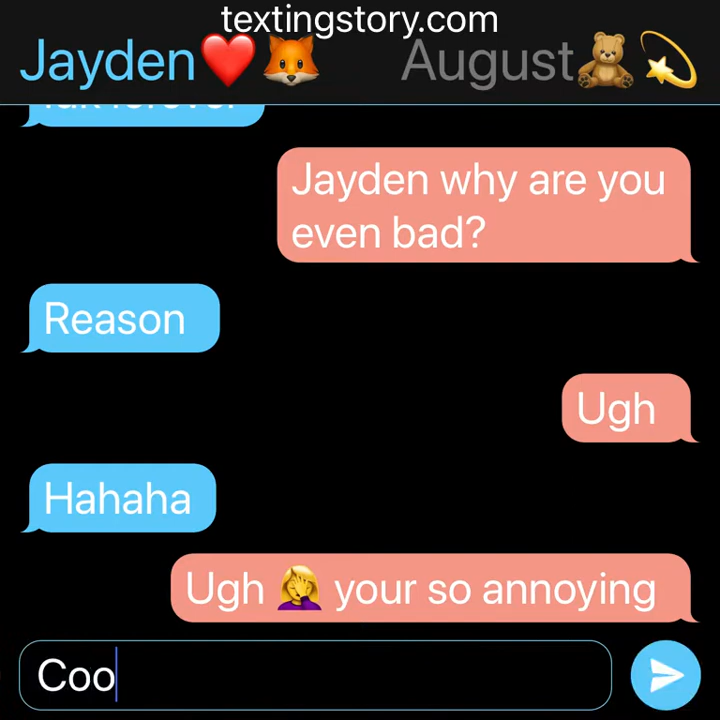 textingstory.com
Jayden❤️🦊 August🧸💫
Jayden why are you
even bad?
Reason
Ugh
Hahaha
Ugh 🤦‍♀️ your so annoying
Coo